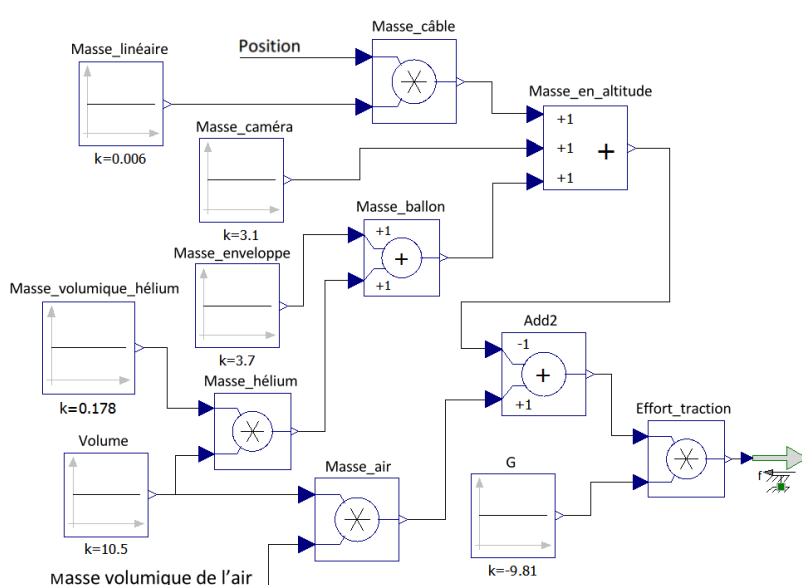 Masse_câble
Position
Masse_linéaire
k=0.006
Masse_en_altitude
+1
+1
+
+1
Masse_caméra
k=3.1
Masse_ballon
+1
+
+1
Masse_enveloppe
k=3.7
Masse_volumique_hélium
k=0.178
Masse_hélium
Add2
-1
+
+1
Effort_traction
f
Volume
k=10.5
Masse_air
G
k=-9.81
Masse volumique de l'air